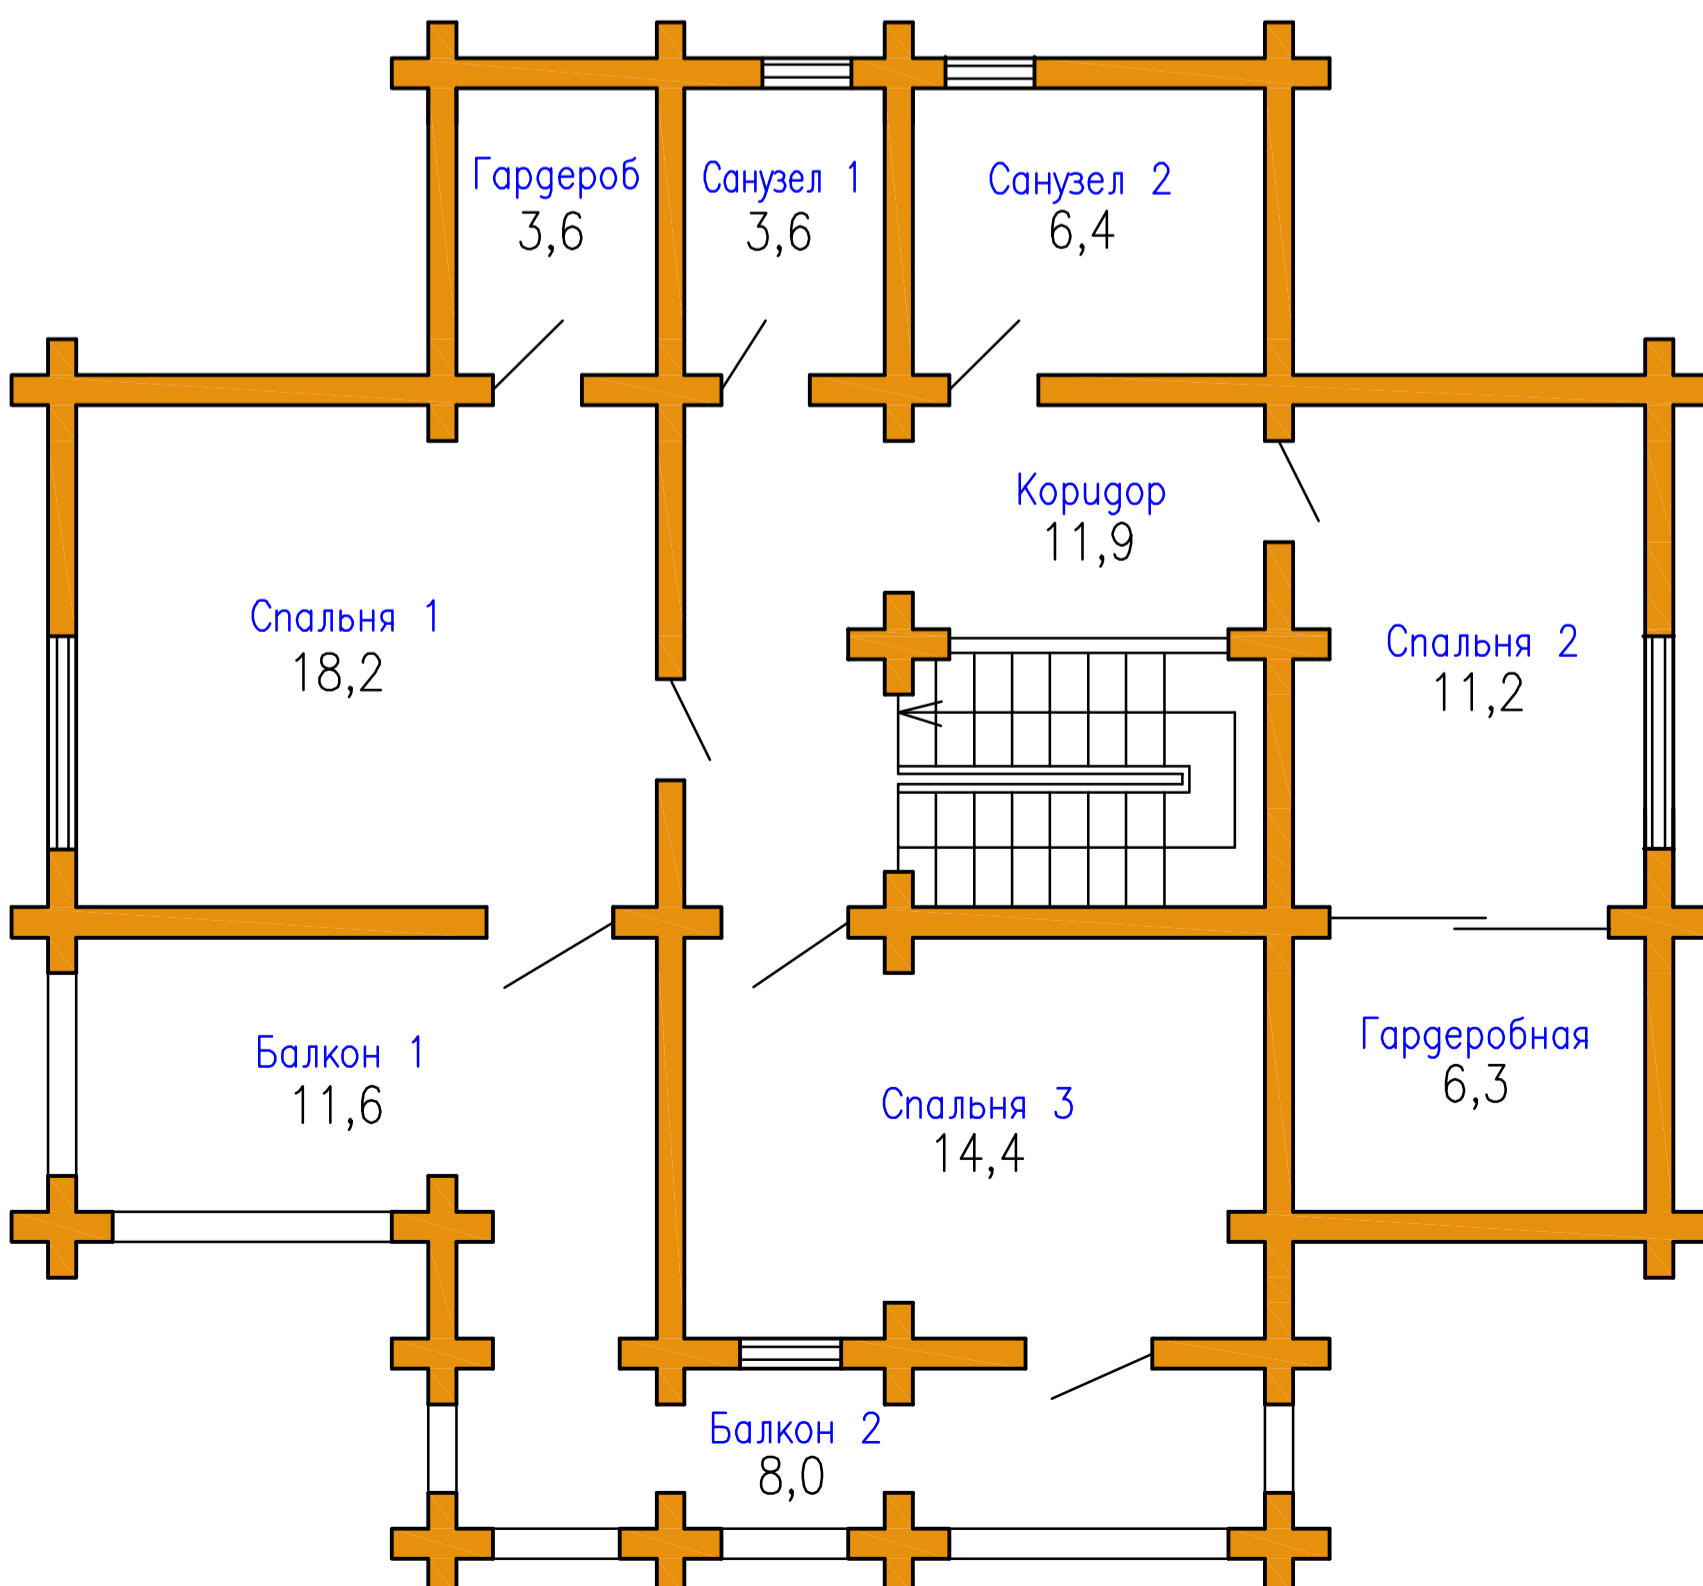 Гардероб
3,6
Санузел 1
3,6
Санузел 2
6,4
Коридор
11,9
Спальня 1
18,2
Спальня 2
11,2
Балкон 1
11,6
Спальня 3
14,4
Гардеробная
6,3
Балкон 2
8,0